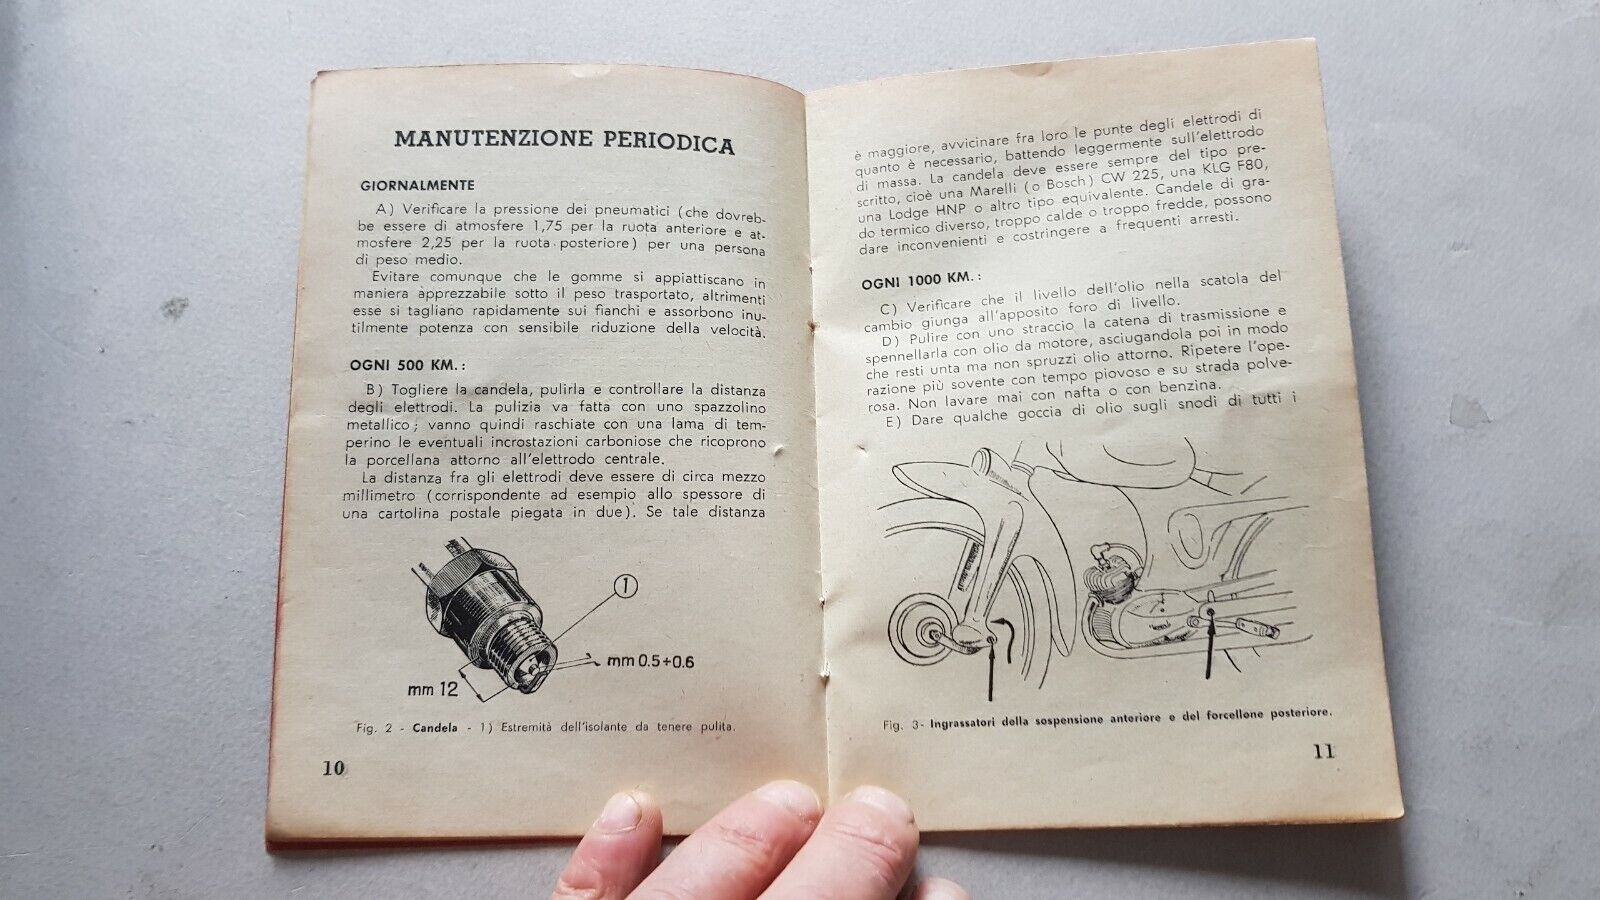 MANUTENZIONE PERIODICA
GIORNALMENTE
A) Verificare la pressione dei pneumatici (che dovreb-
be essere di atmosfere 1,75 per la ruota anteriore e at-
mosfere 2,25 per la ruota posteriore) per una persona
di peso medio.
Evitare comunque che le gomme si appiattiscano in
maniera apprezzabile sotto il peso trasportato, altrimenti
esse si tagliano rapidamente sui fianchi e assorbono inu-
tilmente potenza con sensibile riduzione della velocità.
OGNI 500 KM.:
B) Togliere la candela, pulirla e controllare la distanza
degli elettrodi. La pulizia va fatta con uno spazzolino
metallico; vanno quindi raschiate con una lama di tem-
perino le eventuali incrostazioni carboniose che ricoprono
la porcellana attorno all'elettrodo centrale.
La distanza fra gli elettrodi deve essere di circa mezzo
millimetro (corrispondente ad esempio allo spessore di
una cartolina postale piegata in due). Se tale distanza
1
mm 0.5÷0.6
mm 12
Fig. 2 - Candela - 1) Estremità dell'isolante da tenere pulita.
10
è maggiore, avvicinare fra loro le punte degli elettrodi di
quanto è necessario, battendo leggermente sull'elettrodo
di massa. La candela deve essere sempre del tipo pre-
scritto, cioè una Marelli (o Bosch) CW 225, una KLG F80,
una Lodge HNP o altro tipo equivalente. Candele di gra-
do termico diverso, troppo calde o troppo fredde, possono
dare inconvenienti e costringere a frequenti arresti.
OGNI 1000 KM.:
C) Verificare che il livello dell'olio nella scatola del
cambio giunga all'apposito foro di livello.
D) Pulire con uno straccio la catena di trasmissione e
spennellarla con olio da motore, asciugandola poi in modo
che resti unta ma non spruzzi olio attorno. Ripetere l'ope-
razione più sovente con tempo piovoso e su strada polve-
rosa. Non lavare mai con nafta o con benzina.
E) Dare qualche goccia di olio sugli snodi di tutti i
Fig. 3- Ingrassatori della sospensione anteriore e del forcellone posteriore.
11